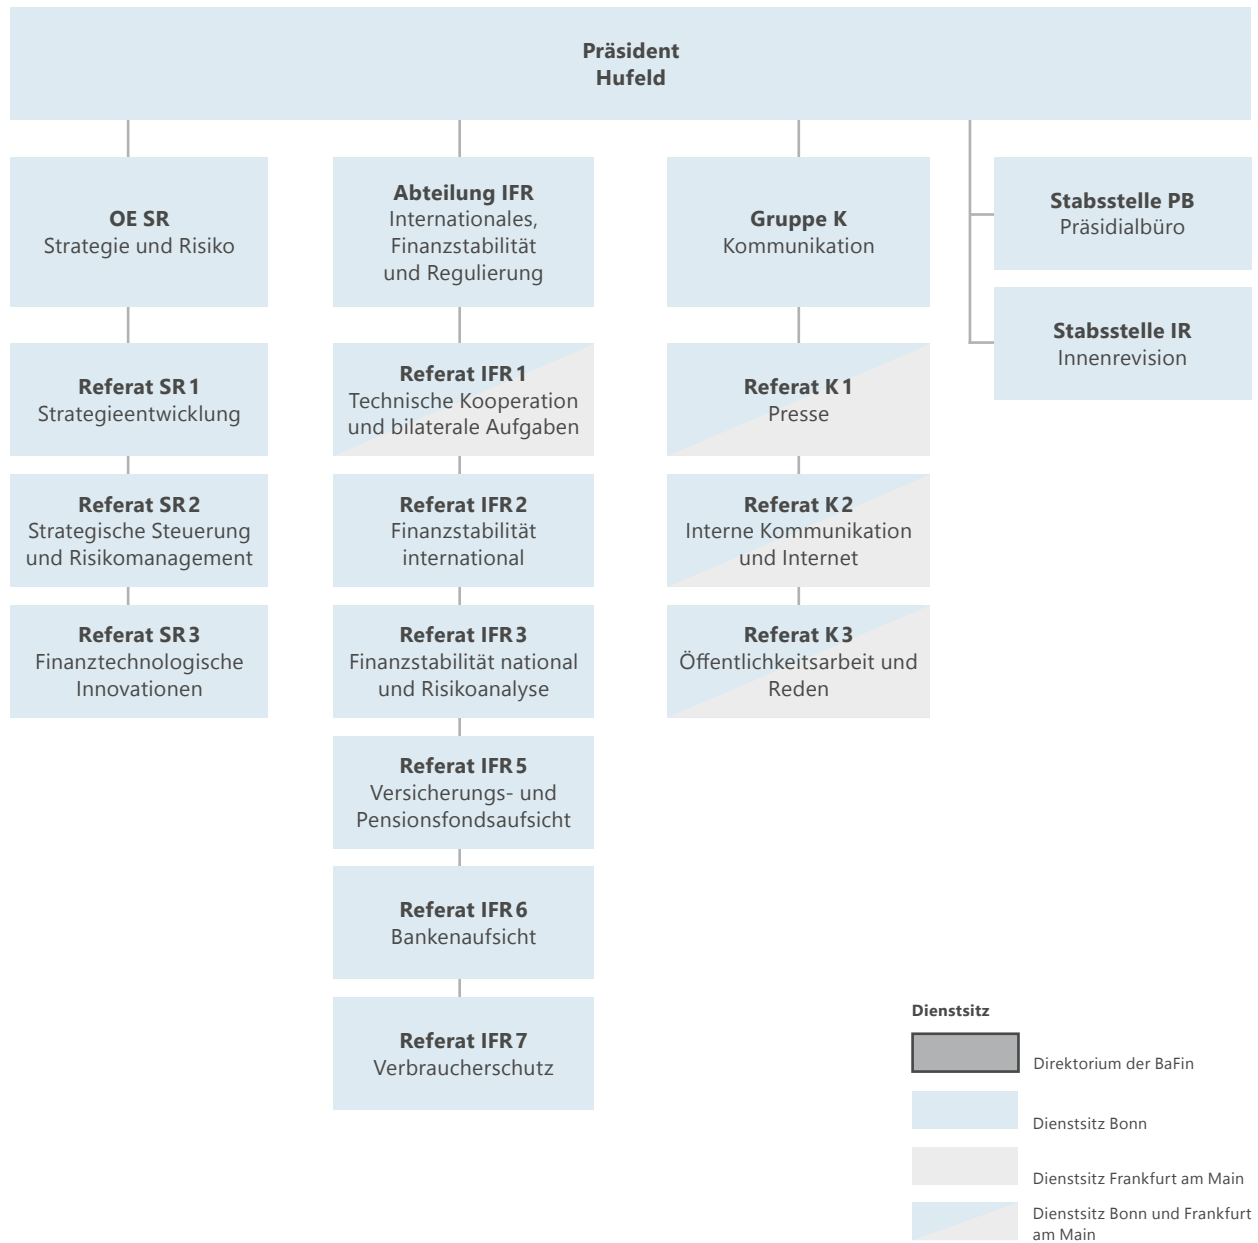 Präsident
Hufeld
OE SR
Strategie und Risiko
Referat SR 1
Strategieentwicklung
Referat SR 2
Strategische Steuerung
und Risikomanagement
Referat SR 3
Finanztechnologische
Innovationen
Abteilung IFR
Internationales,
Finanzstabilität
und Regulierung
Referat IFR 1
Technische Kooperation
und bilaterale Aufgaben
Referat IFR 2
Finanzstabilität
international
Referat IFR 3
Finanzstabilität national
und Risikoanalyse
Referat IFR 5
Versicherungs- und
Pensionsfondsaufsicht
Referat IFR 6
Bankenaufsicht
Referat IFR 7
Verbraucherschutz
Gruppe K
Kommunikation
Referat K 1
Presse
Referat K 2
Interne Kommunikation
und Internet
Referat K 3
Öffentlichkeitsarbeit und
Reden
Stabsstelle PB
Präsidialbüro
Stabsstelle IR
Innenrevision
Dienstsitz
Direktorium der BaFin
Dienstsitz Bonn
Dienstsitz Frankfurt am Main
Dienstsitz Bonn und Frankfurt
am Main